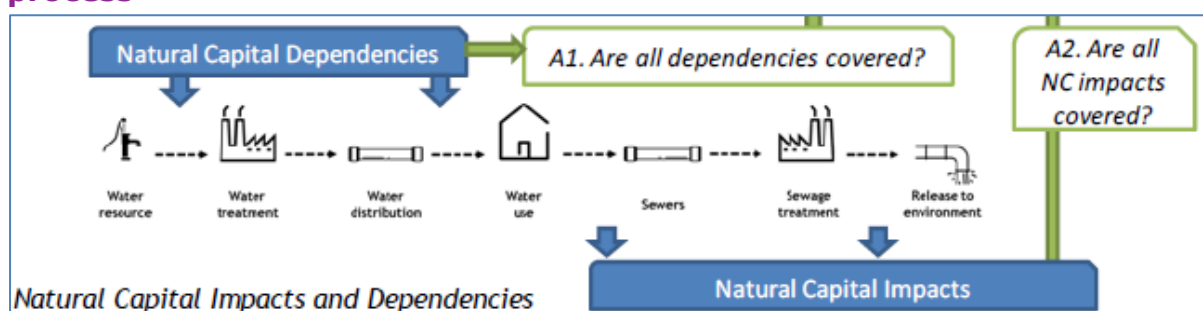 process
Natural Capital Dependencies
A1. Are all dependencies covered?
A2. Are all
NC impacts
covered?
Water
resource
Water
treatment
Water
distribution
Water
use
Sewers
Sewage
treatment
Release to
environment
Natural Capital Impacts and Dependencies
Natural Capital Impacts